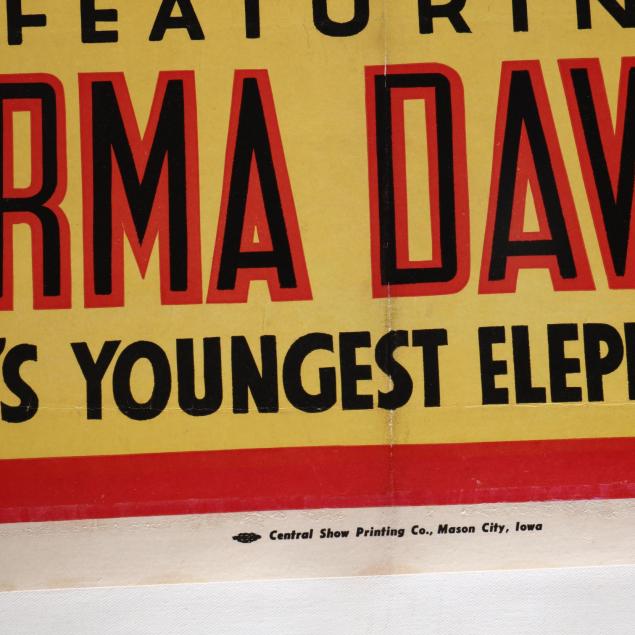 FEATURIN
RMA DAV
'S YOUNGEST ELEP
Central Show Printing Co., Mason City, Iowa